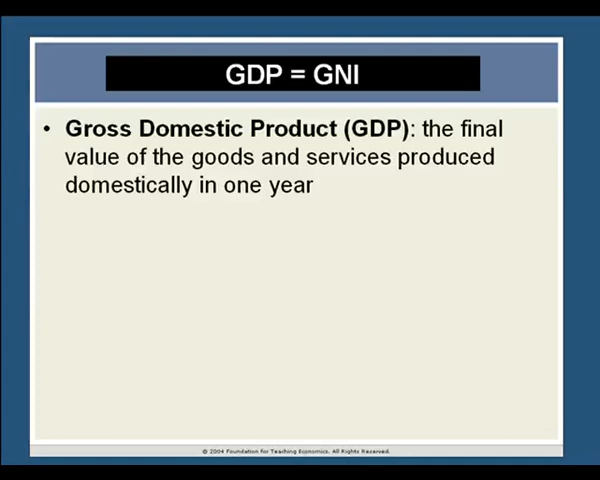 GDP = GNI
• Gross Domestic Product (GDP): the final
value of the goods and services produced
domestically in one year
© 2004 Foundation for Teaching Economics. All Rights Reserved.